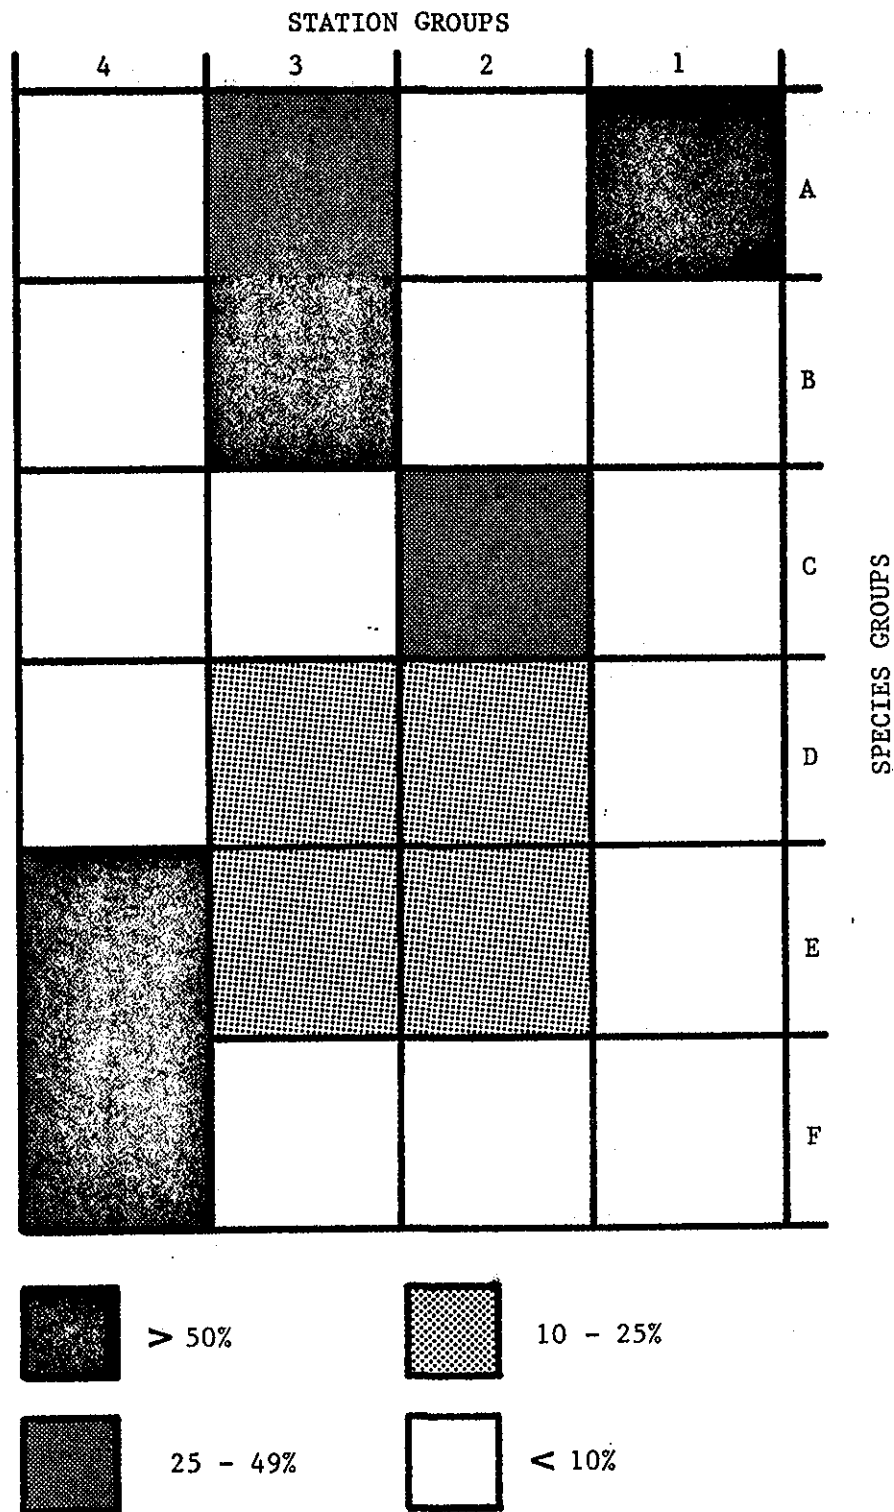 STATION GROUPS
4 3 2 1
A
B
C
D
E
F
SPECIES GROUPS
> 50%
10 - 25%
25 - 49%
< 10%